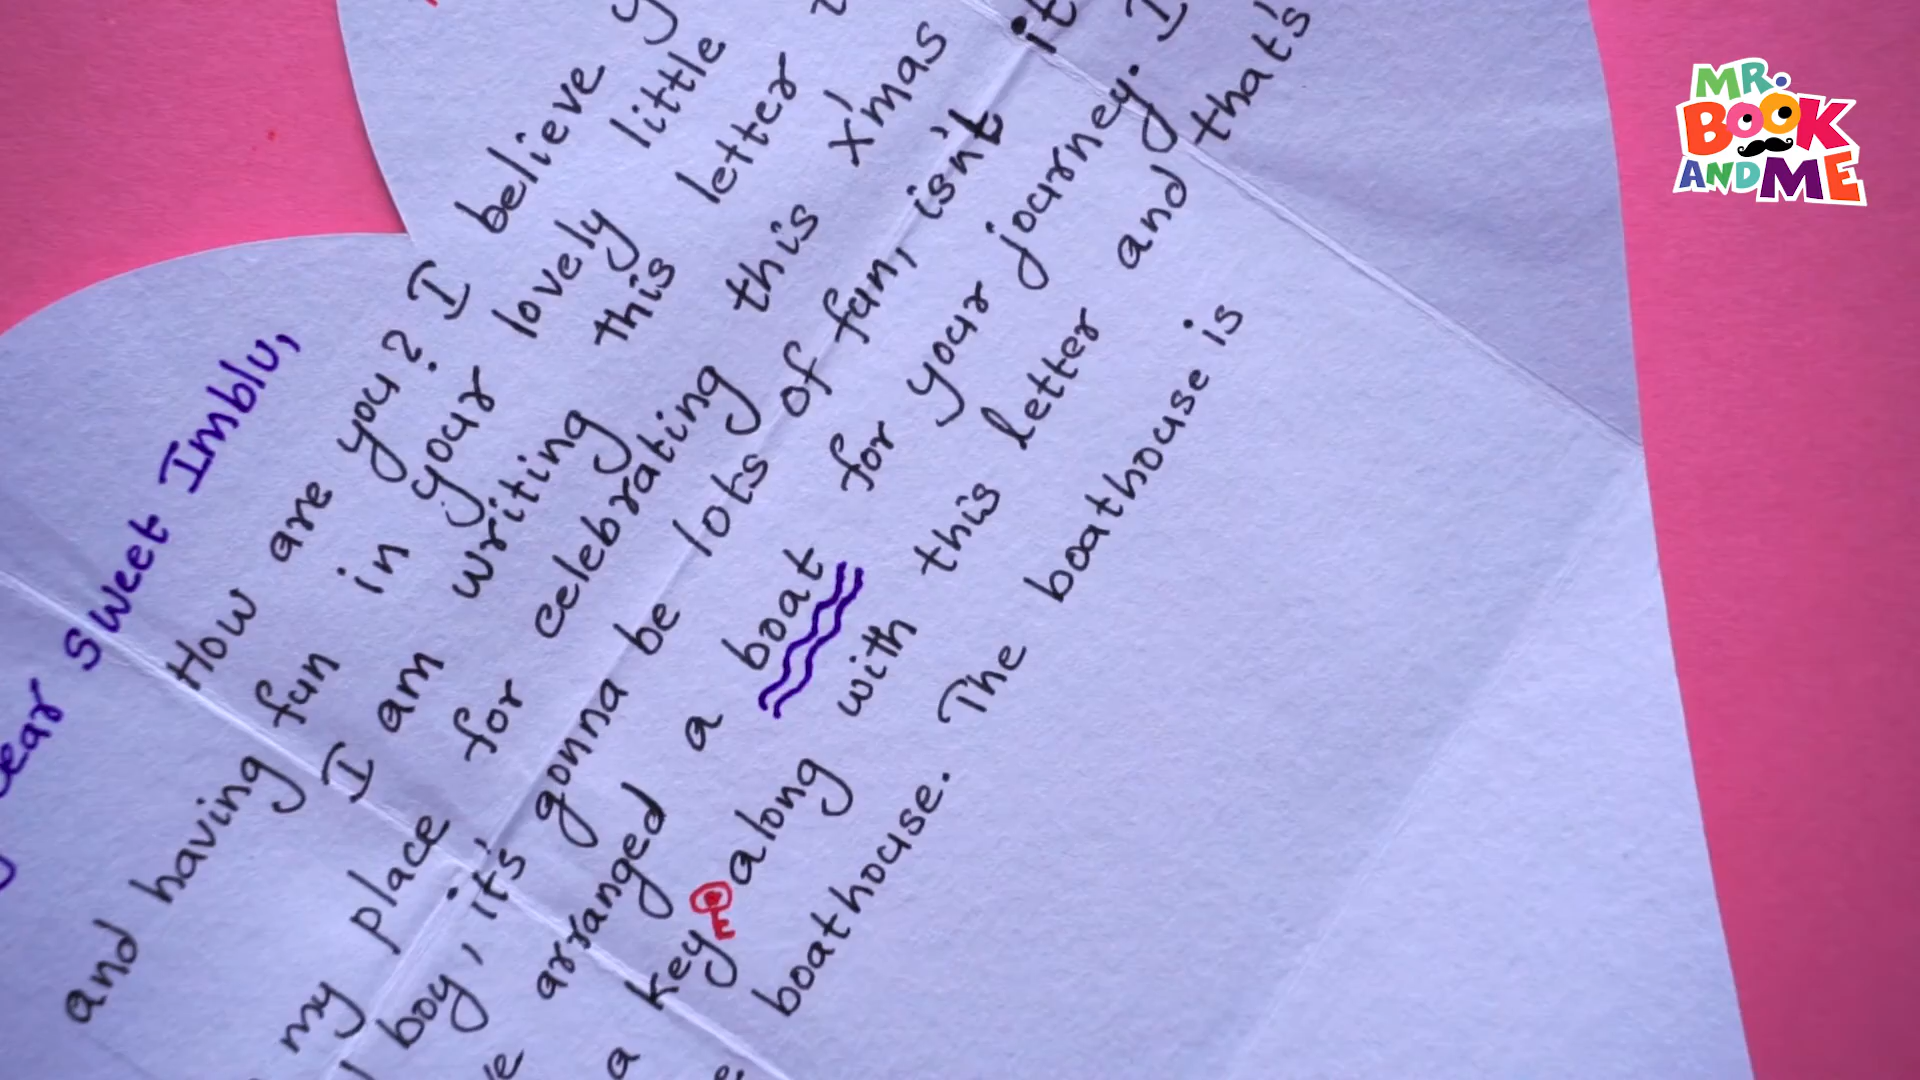 Sweet Imblu,
How are you? I believe
and having fun in your lovely little
I am writing this letter
my place for celebrating this x'mas
boy, it's gonna be lots of fun, isn't it
arranged a boat for your journey. I
a key along with this letter and that's
boathouse. The boathouse is
MR.
BOOK
AND ME